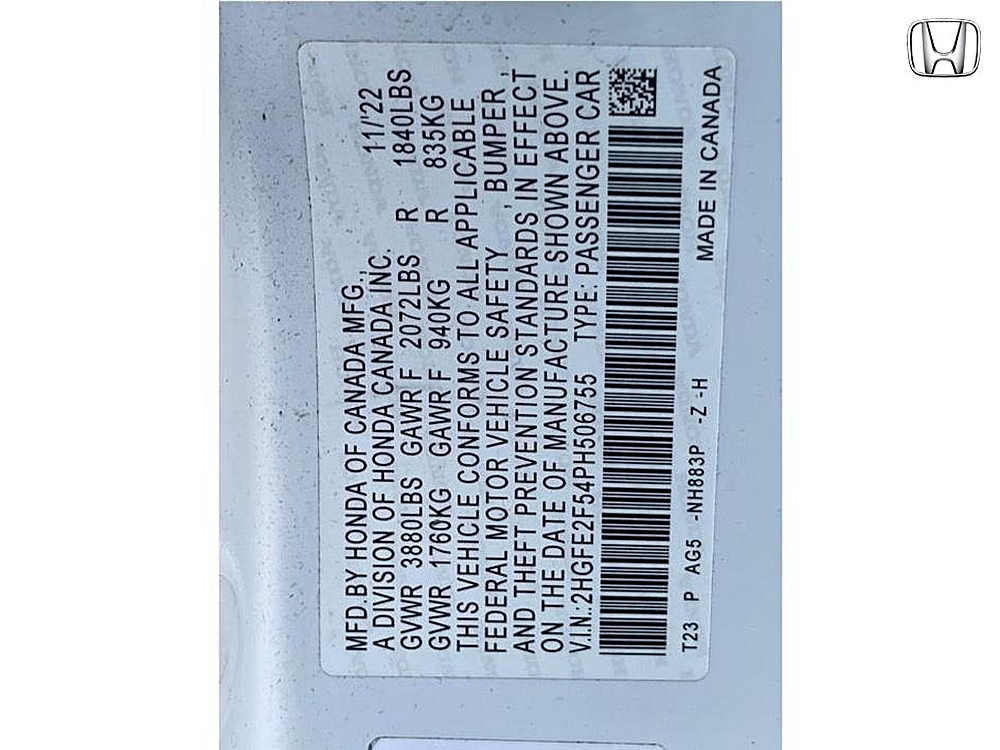 MFD.BY HONDA OF CANADA MFG.,
A DIVISION OF HONDA CANADA INC. 11/'22
GVWR 3880LBS GAWR F 2072LBS R 1840LBS
GVWR 1760KG GAWR F 940KG R 835KG
THIS VEHICLE CONFORMS TO ALL APPLICABLE
FEDERAL MOTOR VEHICLE SAFETY , BUMPER ,
AND THEFT PREVENTION STANDARDS IN EFFECT
ON THE DATE OF MANUFACTURE SHOWN ABOVE.
V.I.N.:2HGFE2F54PH506755 TYPE: PASSENGER CAR
T23 P AG5 -NH883P -Z -H MADE IN CANADA